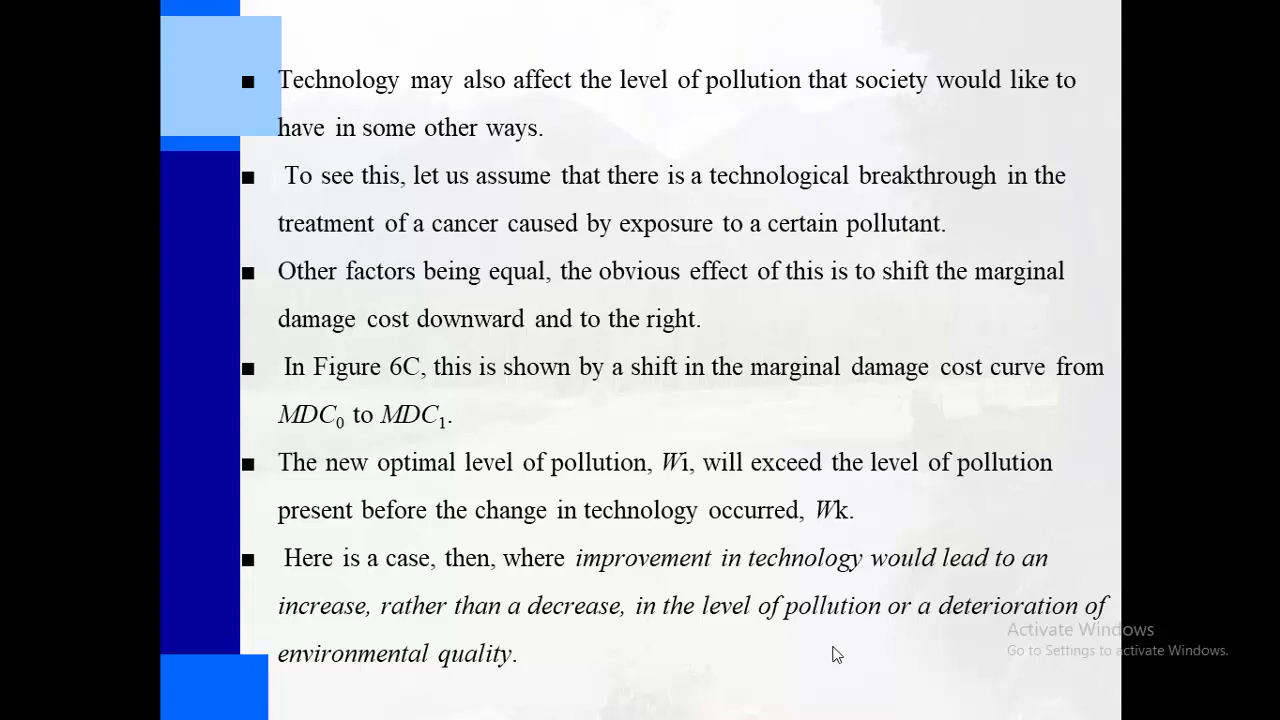 ■ Technology may also affect the level of pollution that society would like to
have in some other ways.
■ To see this, let us assume that there is a technological breakthrough in the
treatment of a cancer caused by exposure to a certain pollutant.
■ Other factors being equal, the obvious effect of this is to shift the marginal
damage cost downward and to the right.
■ In Figure 6C, this is shown by a shift in the marginal damage cost curve from
MDC₀ to MDC₁.
■ The new optimal level of pollution, Wi, will exceed the level of pollution
present before the change in technology occurred, Wk.
■ Here is a case, then, where improvement in technology would lead to an
increase, rather than a decrease, in the level of pollution or a deterioration of
environmental quality.
Activate Windows
Go to Settings to activate Windows.